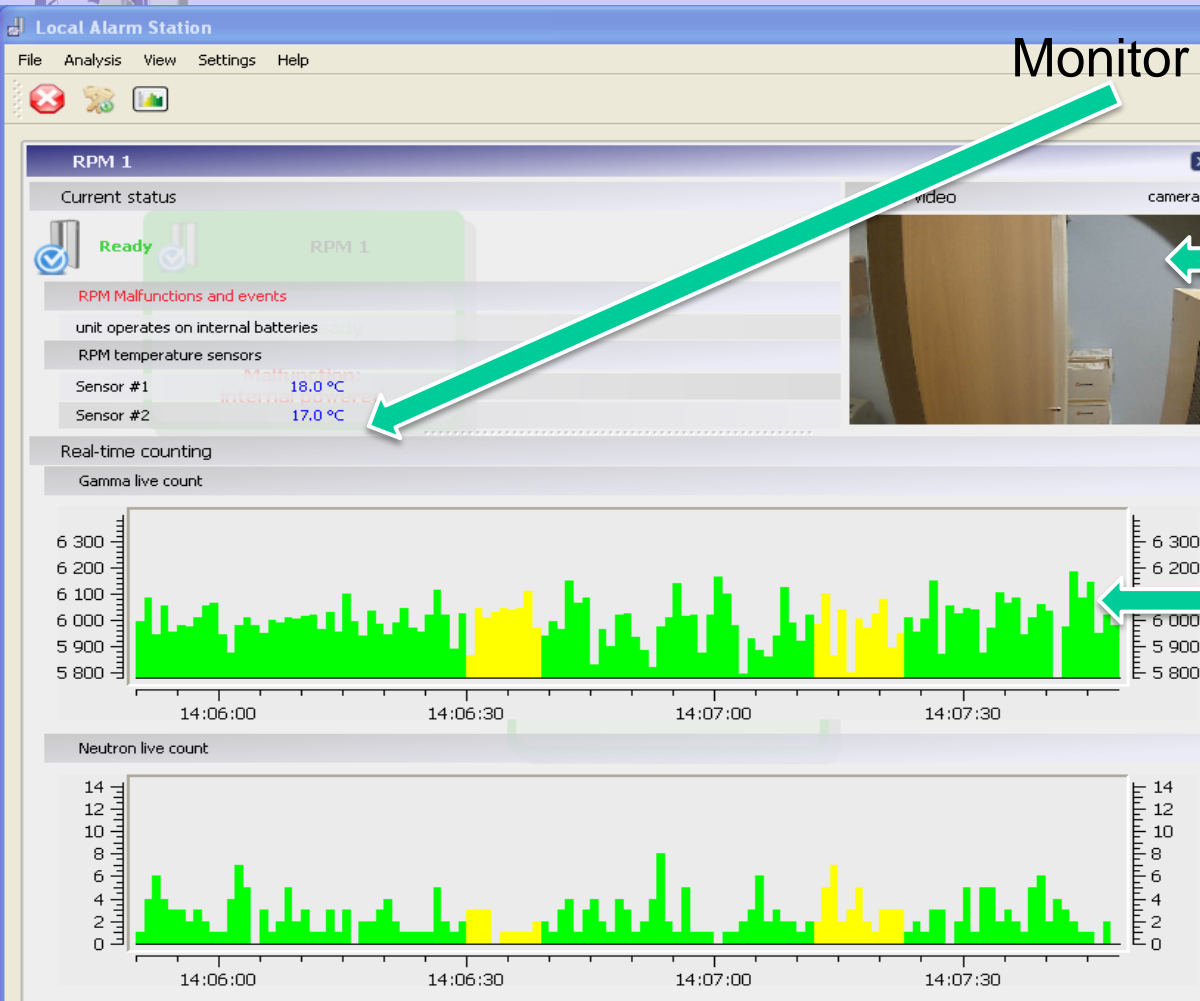 Local Alarm Station
File Analysis View Settings Help
Monitor
RPM 1
Current status
video camera
Ready RPM 1
RPM Malfunctions and events
unit operates on internal batteries
RPM temperature sensors
Malfunction:
Sensor #1 18.0 °C
internal powered
Sensor #2 17.0 °C
Real-time counting
Gamma live count
6 300 6 300
6 200 6 200
6 100
6 000 6 000
5 900 5 900
5 800 5 800
14:06:00 14:06:30 14:07:00 14:07:30
Neutron live count
14 14
12 12
10 10
8 8
6 6
4 4
2 2
0 0
14:06:00 14:06:30 14:07:00 14:07:30